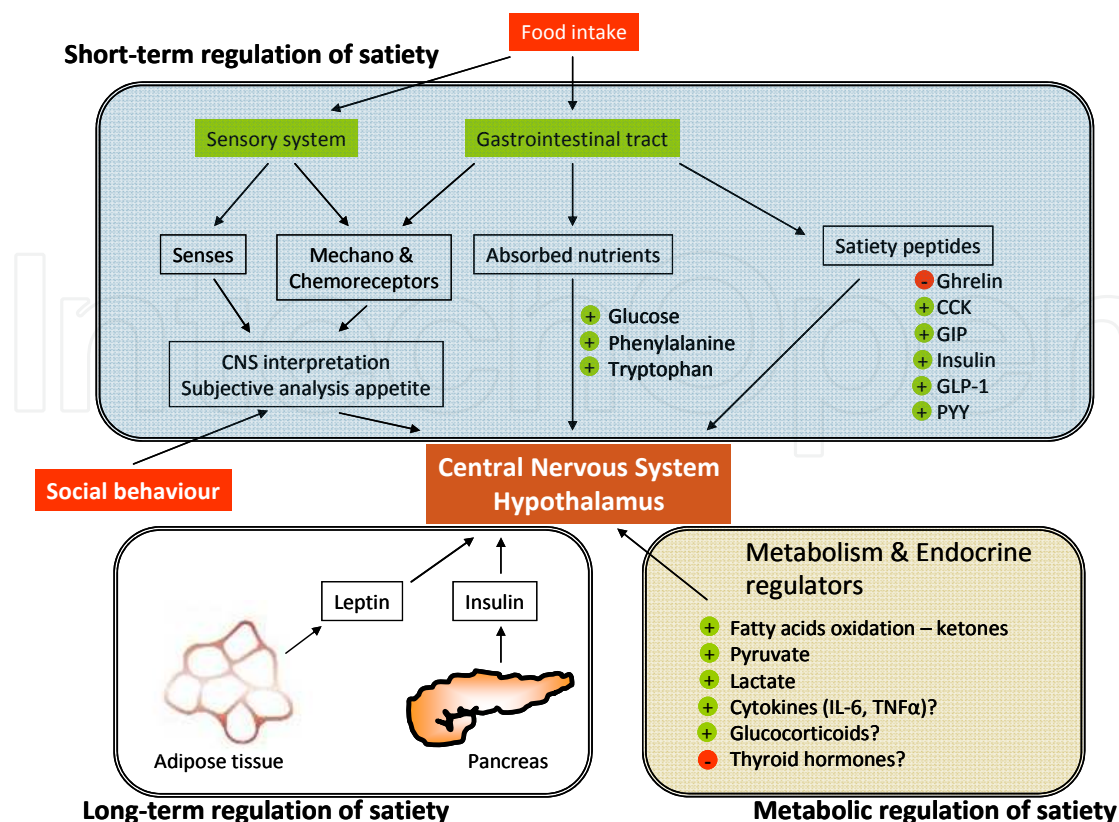 Food intake
Short-term regulation of satiety
Sensory system
Gastrointestinal tract
Senses
Mechano &
Chemoreceptors
Absorbed nutrients
Satiety peptides
- Ghrelin
+ CCK
+ GIP
+ Insulin
+ GLP-1
+ PYY
+ Glucose
+ Phenylalanine
+ Tryptophan
CNS interpretation
Subjective analysis appetite
Social behaviour
Central Nervous System
Hypothalamus
Leptin
Insulin
Adipose tissue
Pancreas
Long-term regulation of satiety
Metabolism & Endocrine
regulators
+ Fatty acids oxidation – ketones
+ Pyruvate
+ Lactate
+ Cytokines (IL-6, TNFα)?
+ Glucocorticoids?
- Thyroid hormones?
Metabolic regulation of satiety